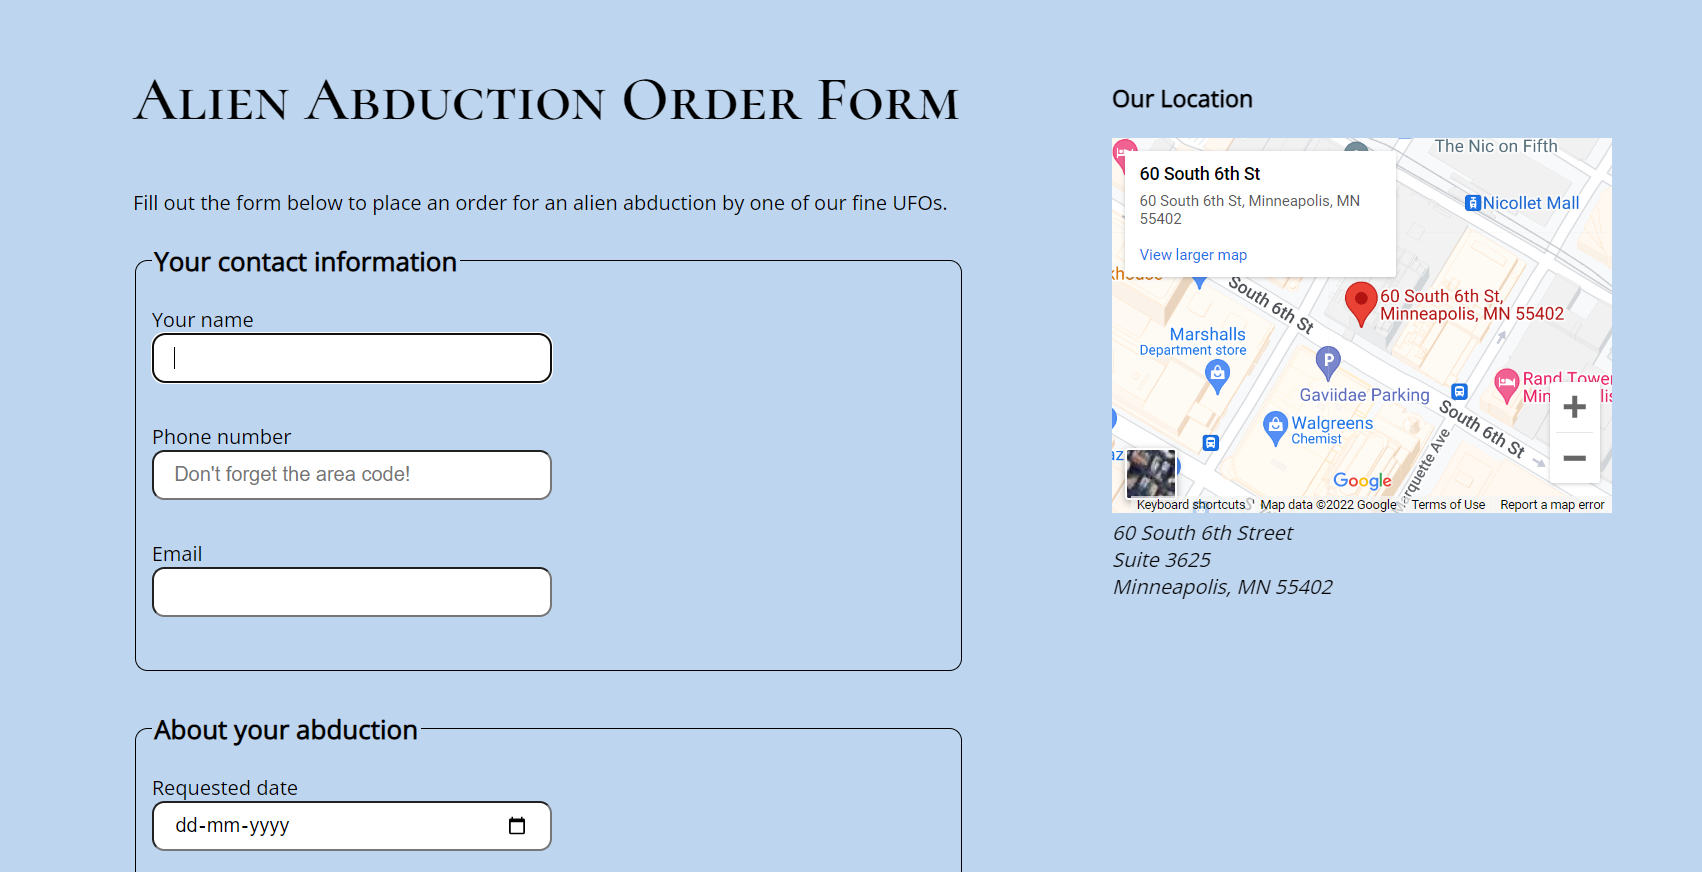 Alien Abduction Order Form
Fill out the form below to place an order for an alien abduction by one of our fine UFOs.
Your contact information
Your name
Phone number
Don't forget the area code!
Email
About your abduction
Requested date
dd-mm-yyyy
Our Location
The Nic on Fifth
60 South 6th St
60 South 6th St, Minneapolis, MN
55402
View larger map
Nicollet Mall
South 6th St
60 South 6th St,
Minneapolis, MN 55402
Marshalls
Department store
P
Gaviidae Parking
Rand Tower
Walgreens
Chemist
South 6th St
Marquette Ave
Google
Keyboard shortcuts
Map data ©2022 Google
Terms of Use
Report a map error
60 South 6th Street
Suite 3625
Minneapolis, MN 55402